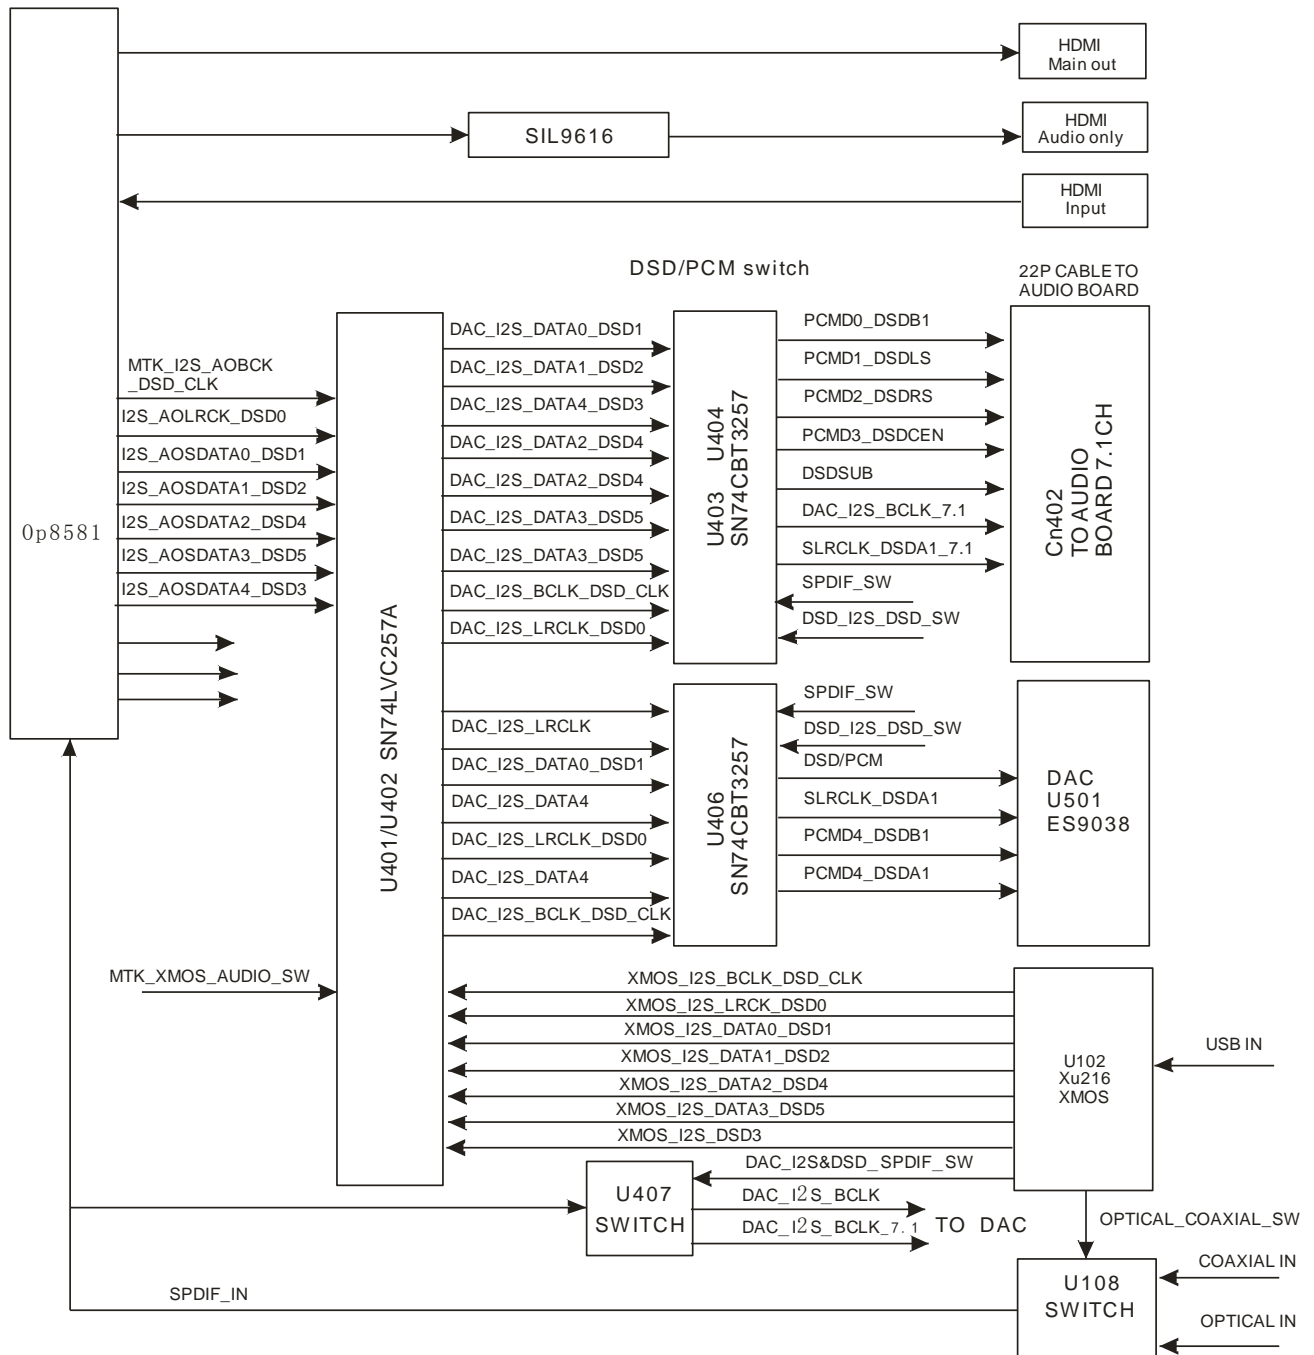 HDMI
Main out
SIL9616
HDMI
Audio only
HDMI
Input
DSD/PCM switch
22P CABLE TO
AUDIO BOARD
Op8581
MTK_I2S_AOBCK
_DSD_CLK
I2S_AOLRCK_DSD0
I2S_AOSDATA0_DSD1
I2S_AOSDATA1_DSD2
I2S_AOSDATA2_DSD4
I2S_AOSDATA3_DSD5
I2S_AOSDATA4_DSD3
U401/U402 SN74LVC257A
DAC_I2S_DATA0_DSD1
DAC_I2S_DATA1_DSD2
DAC_I2S_DATA4_DSD3
DAC_I2S_DATA2_DSD4
DAC_I2S_DATA2_DSD4
DAC_I2S_DATA3_DSD5
DAC_I2S_DATA3_DSD5
DAC_I2S_BCLK_DSD_CLK
DAC_I2S_LRCLK_DSD0
U403 U404
SN74CBT3257
PCMD0_DSDB1
PCMD1_DSDLS
PCMD2_DSDRS
PCMD3_DSDCEN
DSDSUB
DAC_I2S_BCLK_7.1
SLRCLK_DSDA1_7.1
SPDIF_SW
DSD_I2S_DSD_SW
Cn402
TO AUDIO
BOARD 7.1CH
DAC_I2S_LRCLK
DAC_I2S_DATA0_DSD1
DAC_I2S_DATA4
DAC_I2S_LRCLK_DSD0
DAC_I2S_DATA4
DAC_I2S_BCLK_DSD_CLK
U406
SN74CBT3257
SPDIF_SW
DSD_I2S_DSD_SW
DSD/PCM
SLRCLK_DSDA1
PCMD4_DSDB1
PCMD4_DSDA1
DAC
U501
ES9038
MTK_XMOS_AUDIO_SW
XMOS_I2S_BCLK_DSD_CLK
XMOS_I2S_LRCK_DSD0
XMOS_I2S_DATA0_DSD1
XMOS_I2S_DATA1_DSD2
XMOS_I2S_DATA2_DSD4
XMOS_I2S_DATA3_DSD5
XMOS_I2S_DSD3
U102
Xu216
XMOS
USB IN
DAC_I2S&DSD_SPDIF_SW
U407
SWITCH
DAC_I2S_BCLK
DAC_I2S_BCLK_7.1
TO DAC
OPTICAL_COAXIAL_SW
U108
SWITCH
COAXIAL IN
OPTICAL IN
SPDIF_IN